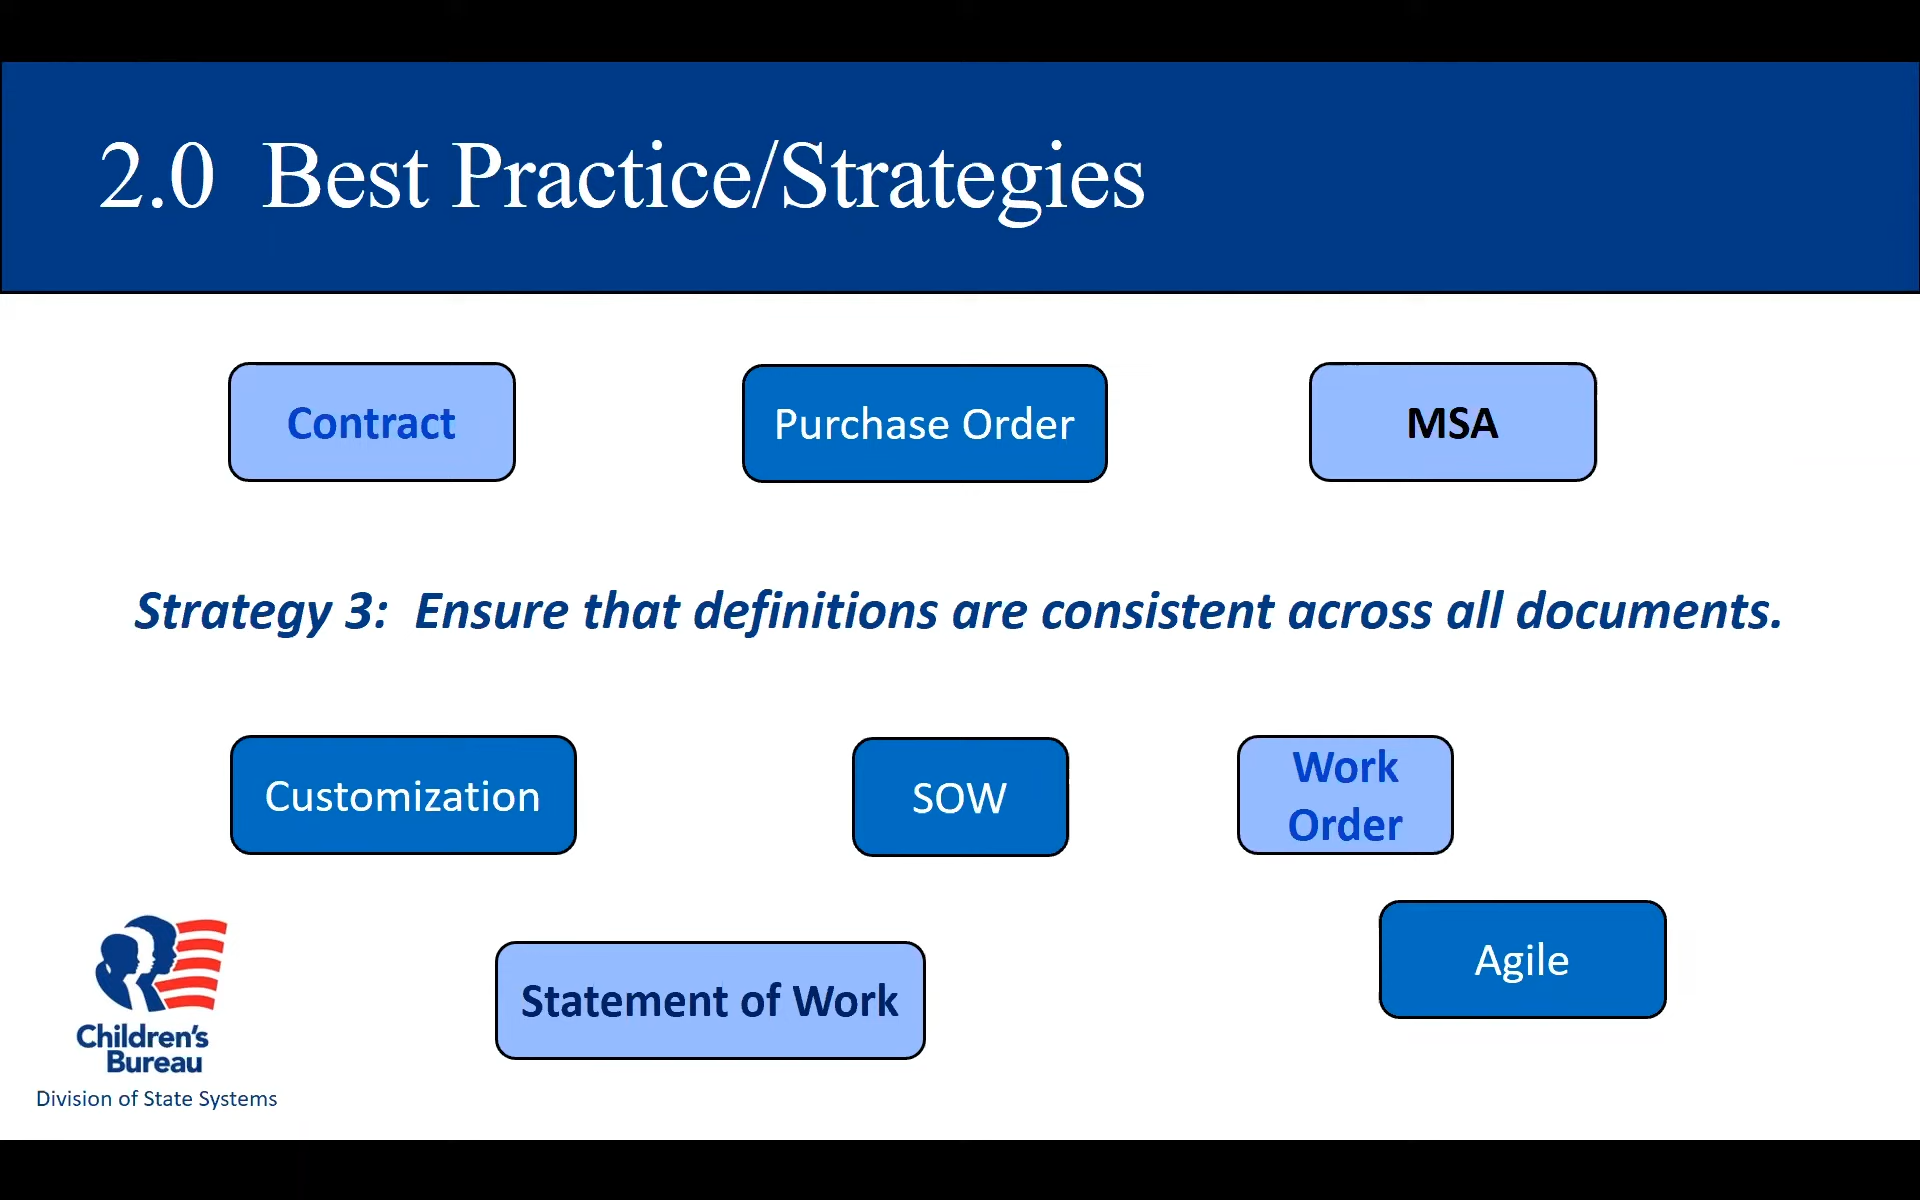 2.0 Best Practice/Strategies
Contract
Purchase Order
MSA
Strategy 3: Ensure that definitions are consistent across all documents.
Customization
SOW
Work
Order
Statement of Work
Agile
Children's
Bureau
Division of State Systems